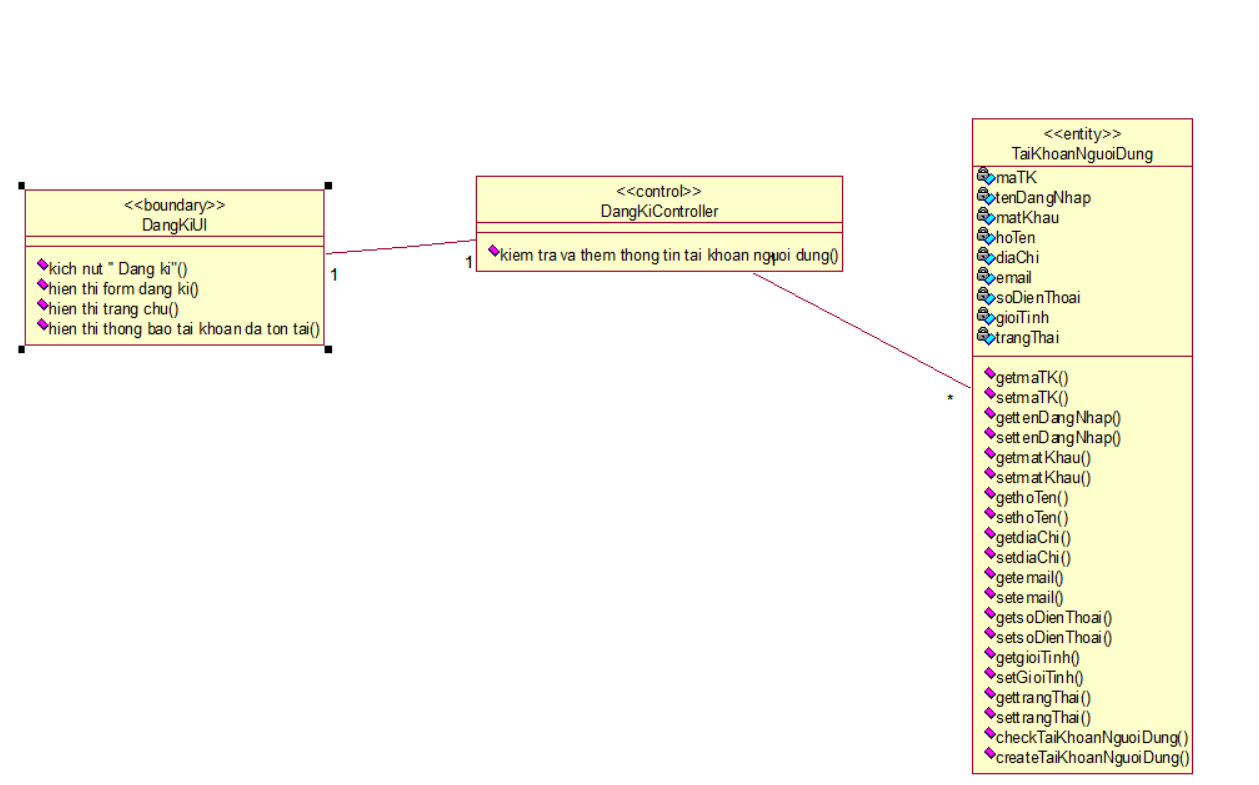 <<boundary>>
DangKiUI
kich nut " Dang ki"()
hien thi form dang ki()
hien thi trang chu()
hien thi thong bao tai khoan da ton tai()
1
1
<<control>>
DangKiController
kiem tra va them thong tin tai khoan nguoi dung()
1
*
<<entity>>
TaiKhoanNguoiDung
maTK
tenDangNhap
matKhau
hoTen
diaChi
email
soDienThoai
gioiTinh
trangThai
getmaTK()
setmaTK()
gettenDangNhap()
settenDangNhap()
getmatKhau()
setmatKhau()
gethoTen()
sethoTen()
getdiaChi()
setdiaChi()
getemail()
setemail()
getsoDienThoai()
setsoDienThoai()
getgioiTinh()
setGioiTinh()
gettrangThai()
settrangThai()
checkTaiKhoanNguoiDung()
createTaiKhoanNguoiDung()